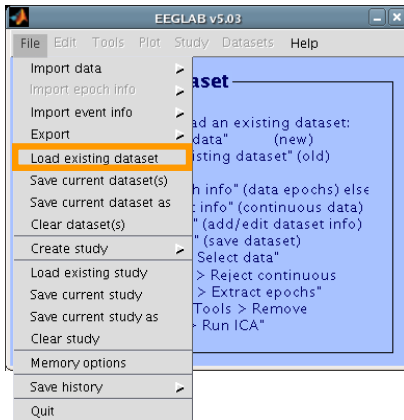 EEGLAB v5.03
File Edit Tools Plot Study Datasets Help
Import data
Import epoch info
Import event info
Export
Load existing dataset
Save current dataset(s)
Save current dataset as
Clear dataset(s)
Create study
Load existing study
Save current study
Save current study as
Clear study
Memory options
Save history
Quit
an existing dataset:
data" (new)
dataset" (old)
info" (data epochs) else
info" (continuous data)
" (add/edit dataset info)
" (save dataset)
Select data"
> Reject continuous
> Extract epochs"
Tools > Remove
> Run ICA"